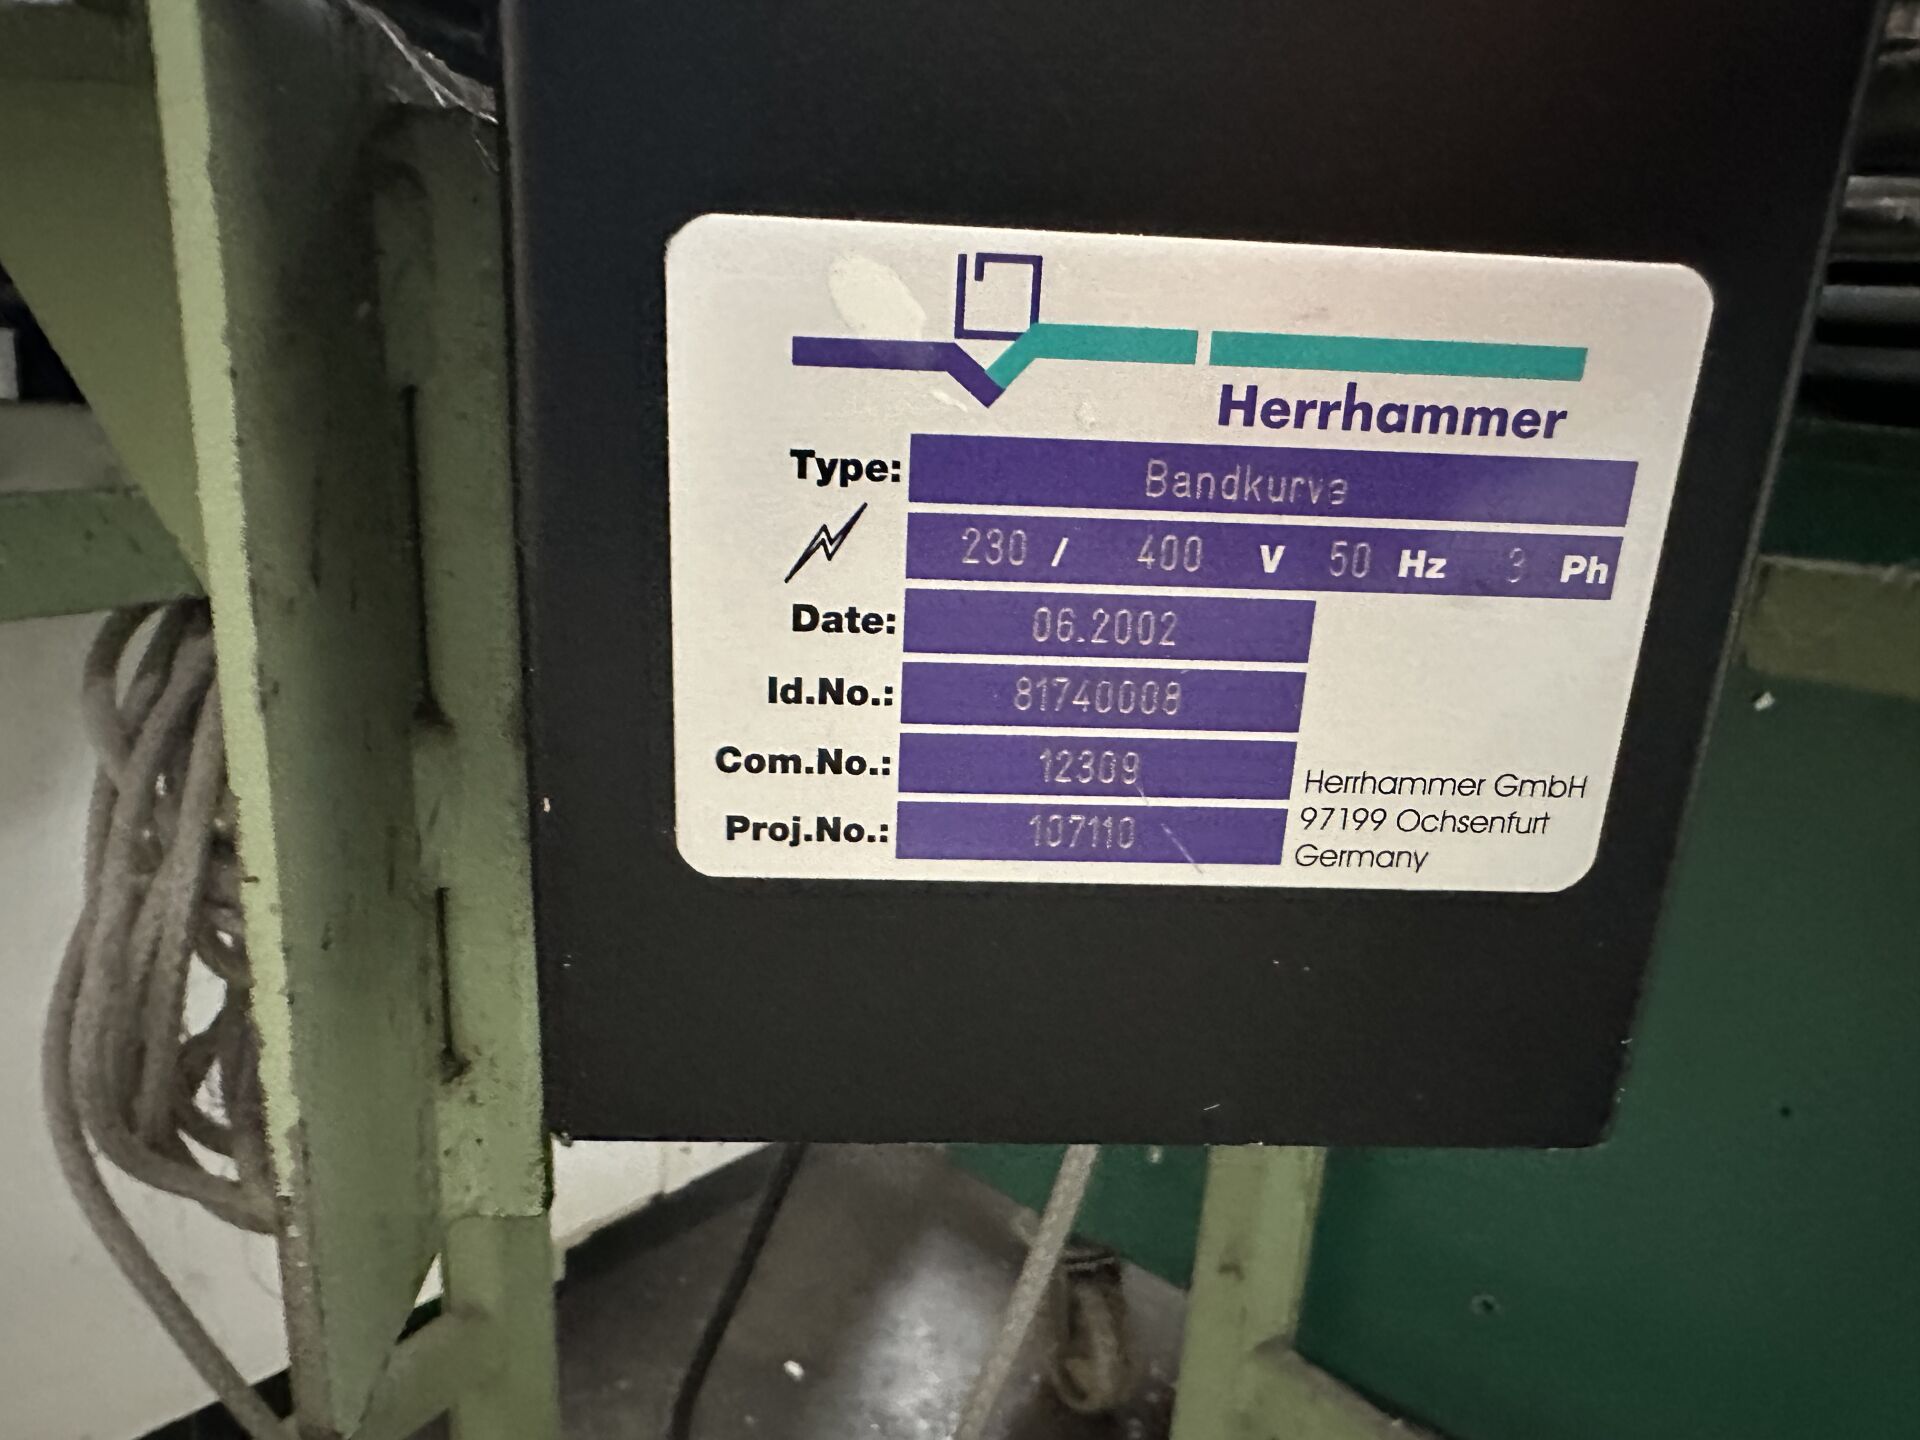 Herrhammer
Type: Bandkurve
230 / 400 V 50 Hz 3 Ph
Date: 06.2002
Id.No.: 81740008
Com.No.: 12309
Proj.No.: 107110
Herrhammer GmbH
97199 Ochsenfurt
Germany